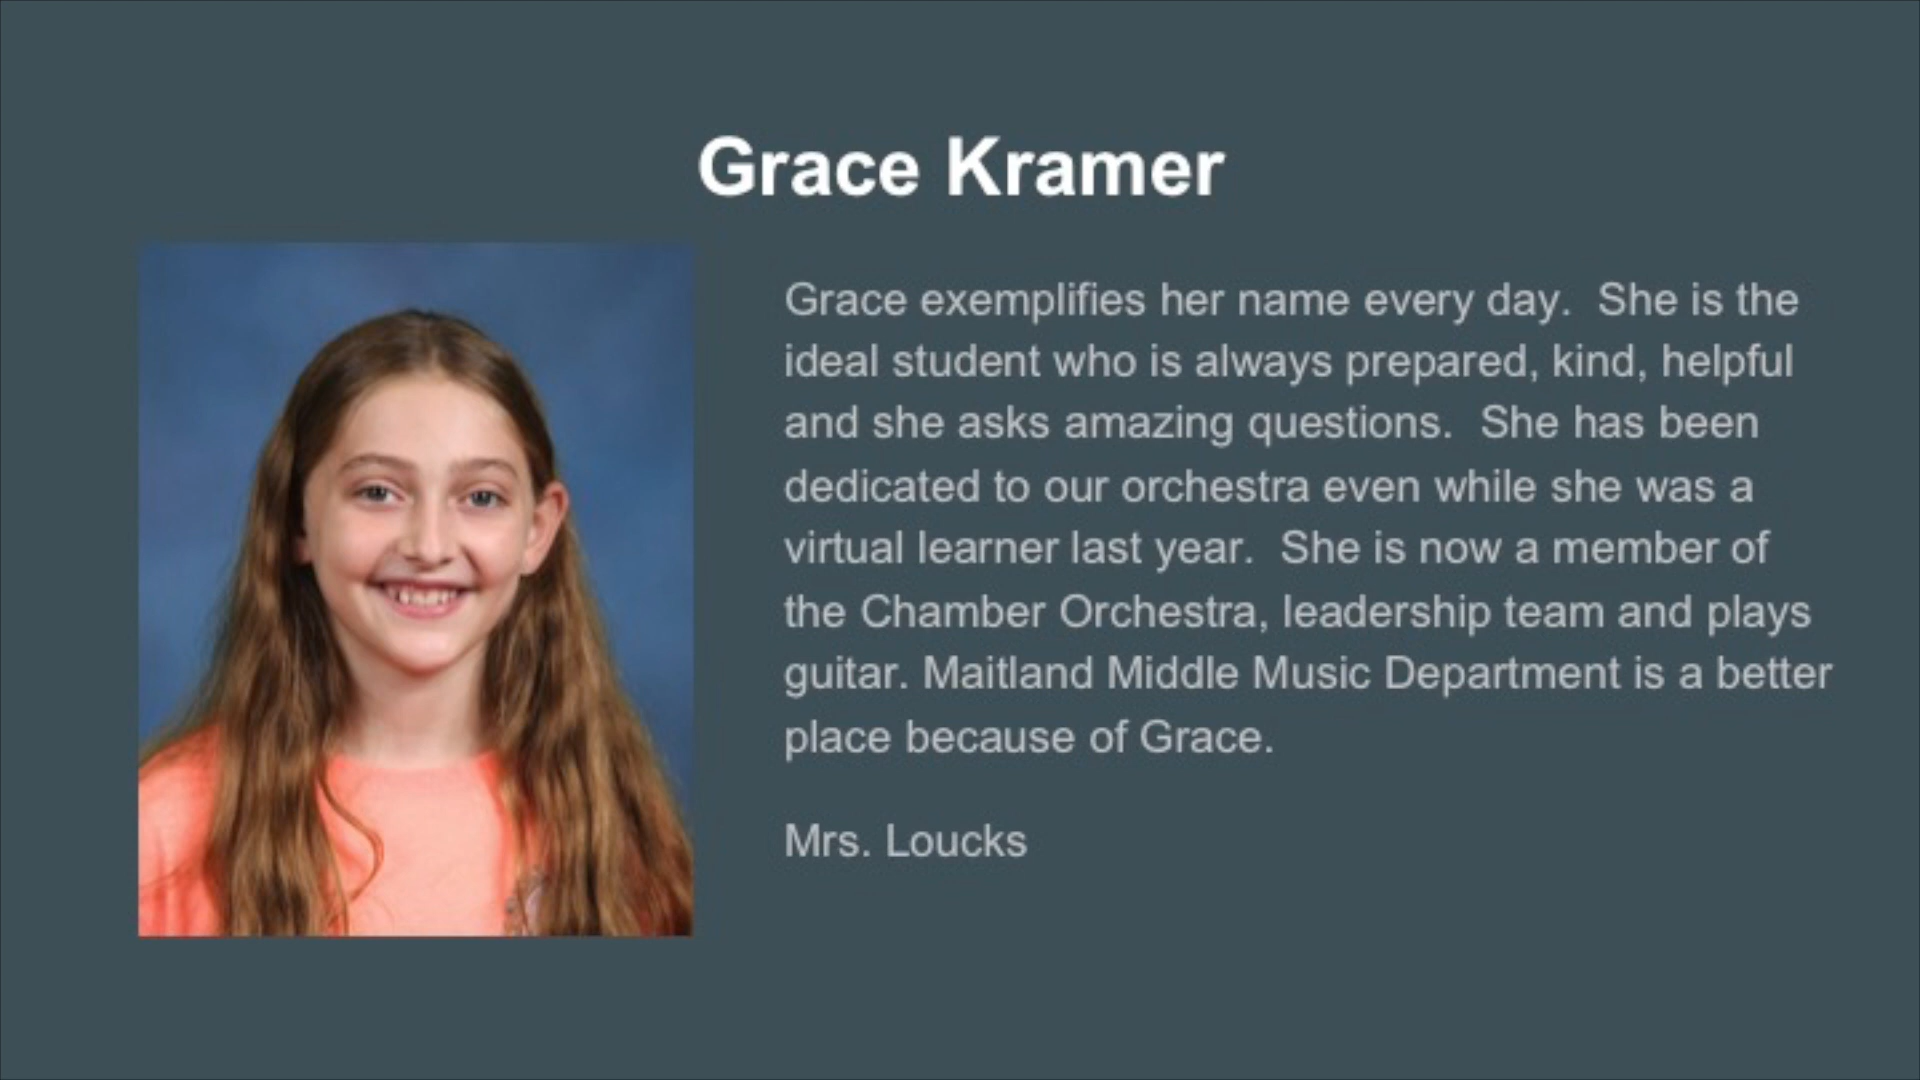 Grace Kramer
Grace exemplifies her name every day.  She is the
ideal student who is always prepared, kind, helpful
and she asks amazing questions.  She has been
dedicated to our orchestra even while she was a
virtual learner last year.  She is now a member of
the Chamber Orchestra, leadership team and plays
guitar. Maitland Middle Music Department is a better
place because of Grace.
Mrs. Loucks